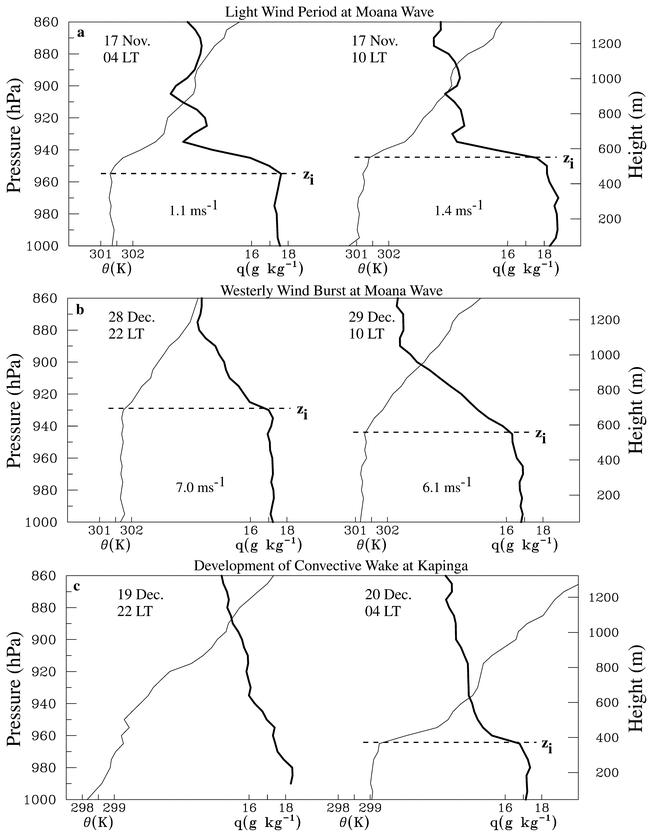 Light Wind Period at Moana Wave
a
17 Nov.
04 LT
17 Nov.
10 LT
Pressure (hPa)
860
880
900
920
940
960
980
1000
Height (m)
1200
1000
800
600
400
200
zi
zi
1.1 ms-1
1.4 ms-1
301 302 16 18 301 302 16 18
θ(K) q(g kg-1) θ(K) q(g kg-1)
Westerly Wind Burst at Moana Wave
b
28 Dec.
22 LT
29 Dec.
10 LT
Pressure (hPa)
860
880
900
920
940
960
980
1000
Height (m)
1200
1000
800
600
400
200
zi
zi
7.0 ms-1
6.1 ms-1
301 302 16 18 301 302 16 18
θ(K) q(g kg-1) θ(K) q(g kg-1)
Development of Convective Wake at Kapinga
c
19 Dec.
22 LT
20 Dec.
04 LT
Pressure (hPa)
860
880
900
920
940
960
980
1000
Height (m)
1200
1000
800
600
400
200
zi
298 299 16 18 298 299 16 18
θ(K) q(g kg-1) θ(K) q(g kg-1)